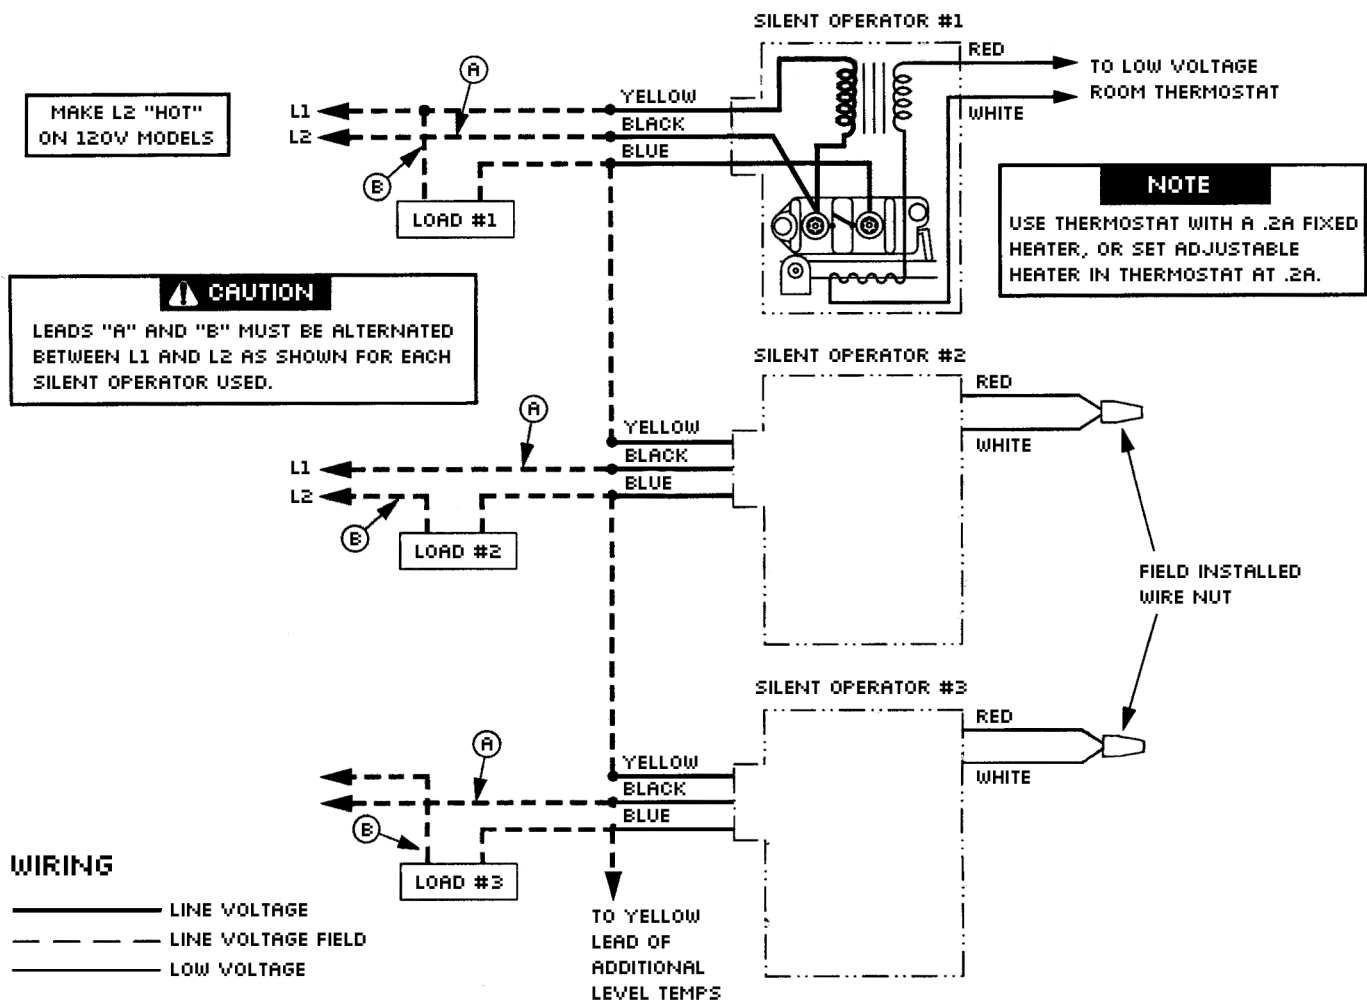 SILENT OPERATOR #1
RED
TO LOW VOLTAGE
ROOM THERMOSTAT
WHITE
A
YELLOW
MAKE L2 "HOT"
ON 120V MODELS
L1
BLACK
L2
BLUE
B
LOAD #1
NOTE
USE THERMOSTAT WITH A .2A FIXED
HEATER, OR SET ADJUSTABLE
HEATER IN THERMOSTAT AT .2A.
CAUTION
LEADS "A" AND "B" MUST BE ALTERNATED
BETWEEN L1 AND L2 AS SHOWN FOR EACH
SILENT OPERATOR USED.
SILENT OPERATOR #2
RED
WHITE
A
YELLOW
BLACK
L1
BLUE
L2
B
LOAD #2
FIELD INSTALLED
WIRE NUT
SILENT OPERATOR #3
RED
WHITE
A
YELLOW
BLACK
BLUE
B
LOAD #3
WIRING
LINE VOLTAGE
LINE VOLTAGE FIELD
LOW VOLTAGE
TO YELLOW
LEAD OF
ADDITIONAL
LEVEL TEMPS